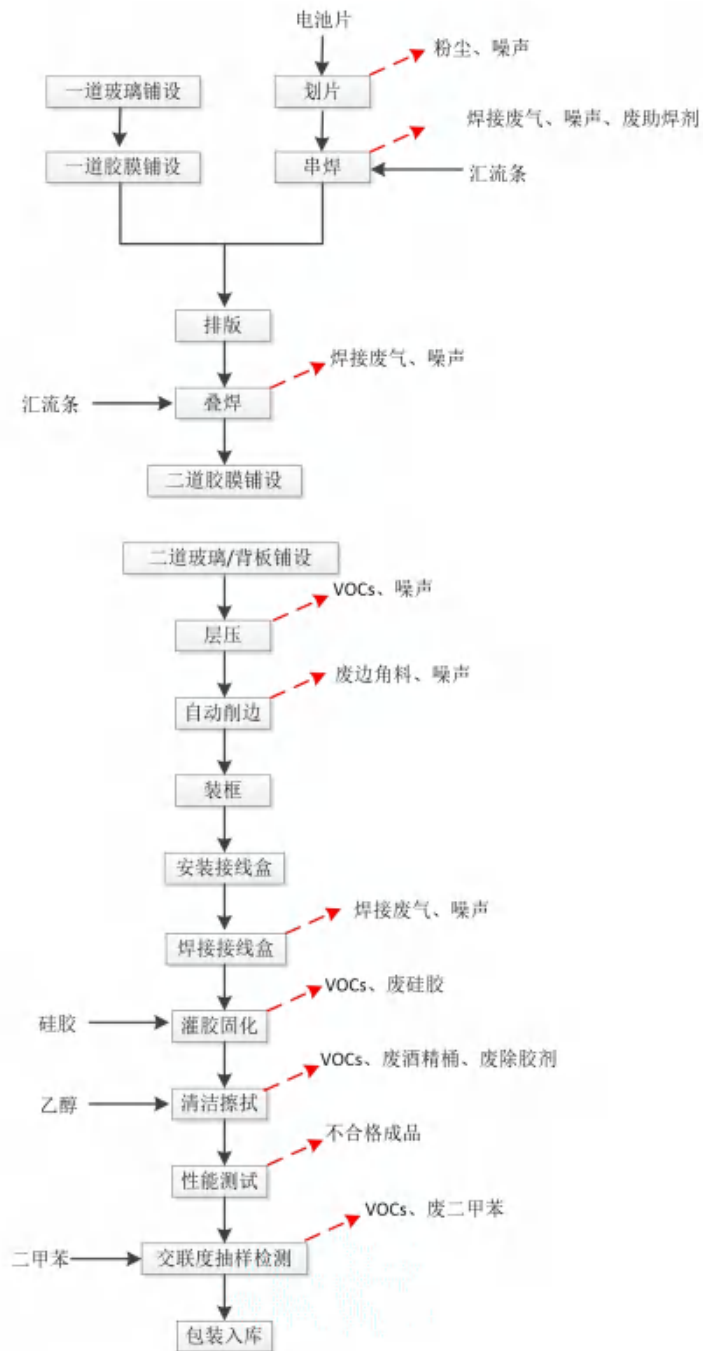 电池片
粉尘、噪声
一道玻璃铺设
划片
焊接废气、噪声、废助焊剂
一道胶膜铺设
串焊
汇流条
排版
焊接废气、噪声
汇流条
叠焊
二道胶膜铺设
二道玻璃/背板铺设
VOCs、噪声
层压
废边角料、噪声
自动削边
装框
安装接线盒
焊接废气、噪声
焊接接线盒
VOCs、废硅胶
硅胶
灌胶固化
VOCs、废酒精桶、废除胶剂
乙醇
清洁擦拭
不合格成品
性能测试
VOCs、废二甲苯
二甲苯
交联度抽样检测
包装入库